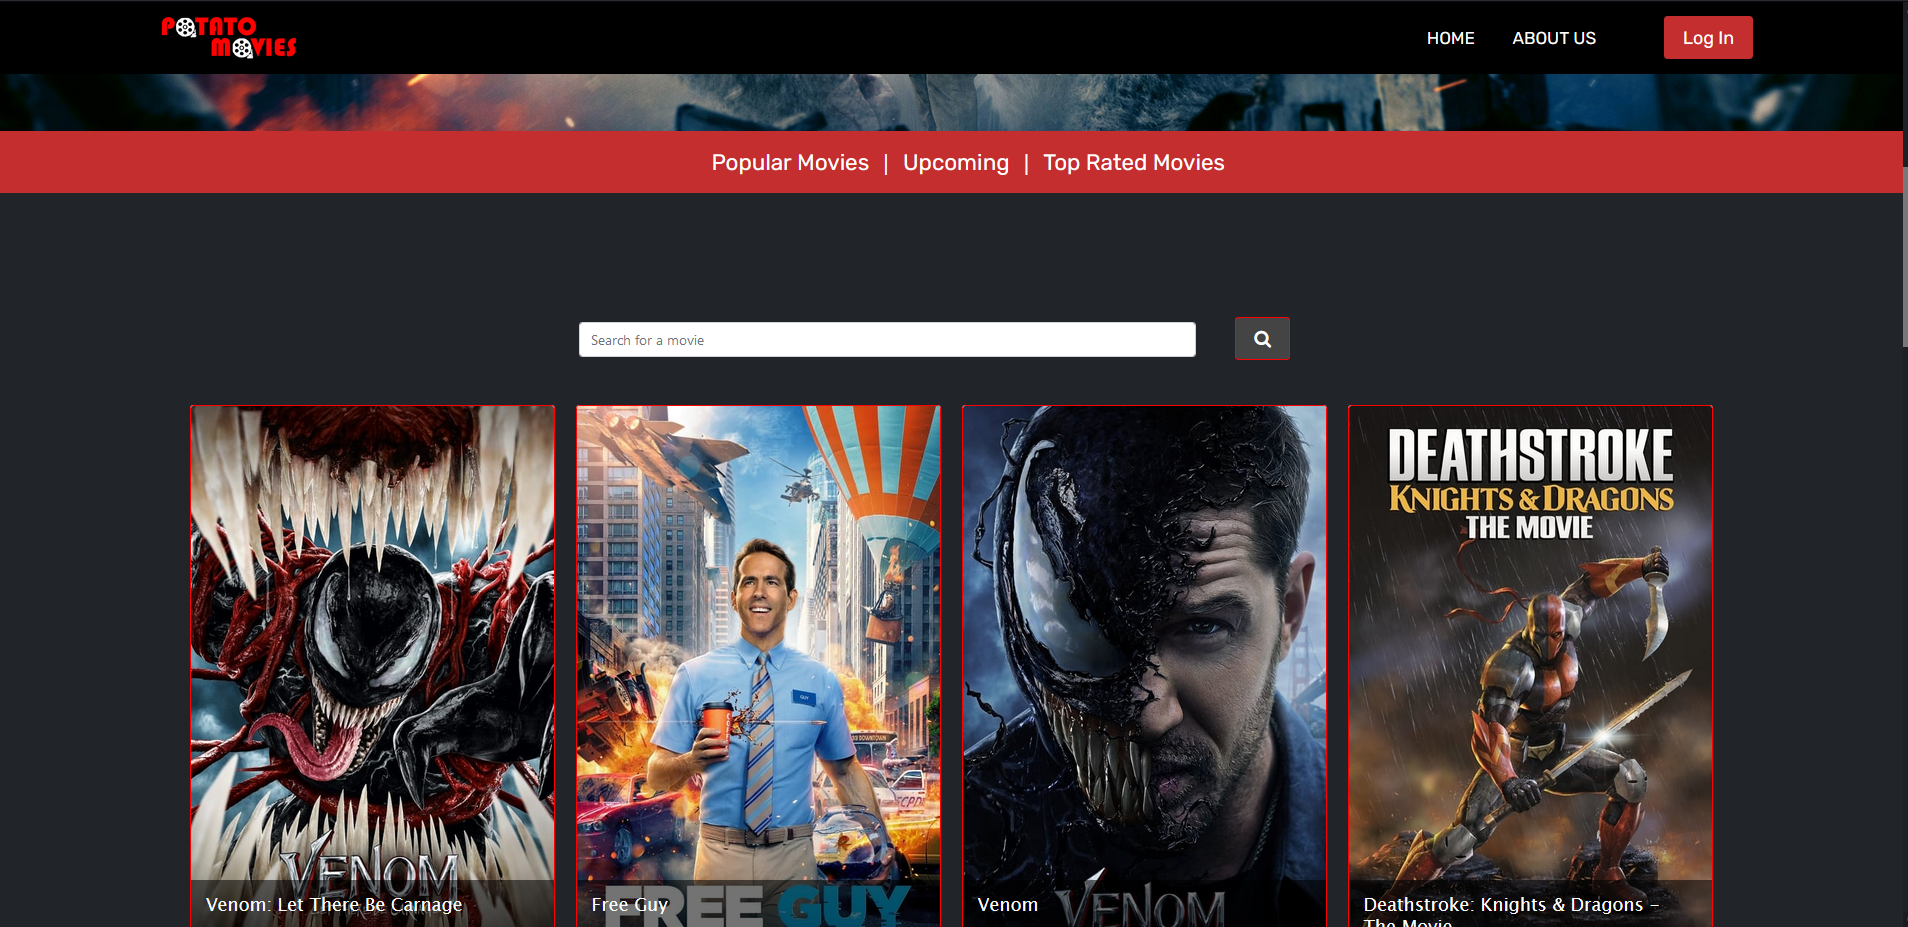 POTATO
MOVIES
HOME
ABOUT US
Log In
Popular Movies | Upcoming | Top Rated Movies
Search for a movie
DEATHSTROKE
KNIGHTS & DRAGONS
THE MOVIE
GUY
DOWNTOWN
VENOM
Venom: Let There Be Carnage
FREE GUY
Free Guy
VENOM
Venom
Deathstroke: Knights & Dragons -
The Movie